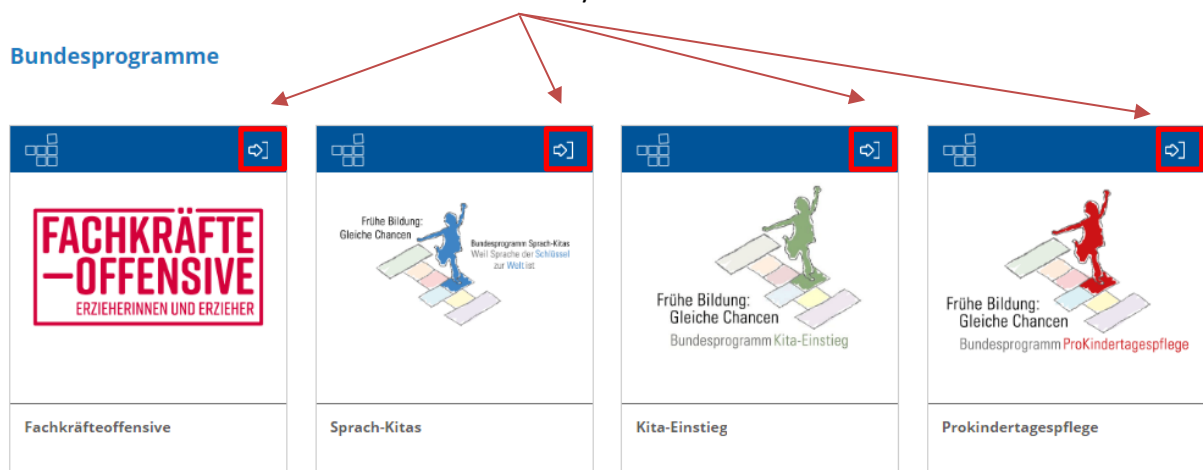 Bundesprogramme
FACHKRÄFTE
—OFFENSIVE
ERZIEHERINNEN UND ERZIEHER
Fachkräfteoffensive
Frühe Bildung:
Gleiche Chancen
Bundesprogramm Sprach-Kitas
Weil Sprache der Schlüssel
zur Welt ist
Sprach-Kitas
Frühe Bildung:
Gleiche Chancen
Bundesprogramm Kita-Einstieg
Kita-Einstieg
Frühe Bildung:
Gleiche Chancen
Bundesprogramm ProKindertagespflege
Prokindertagespflege